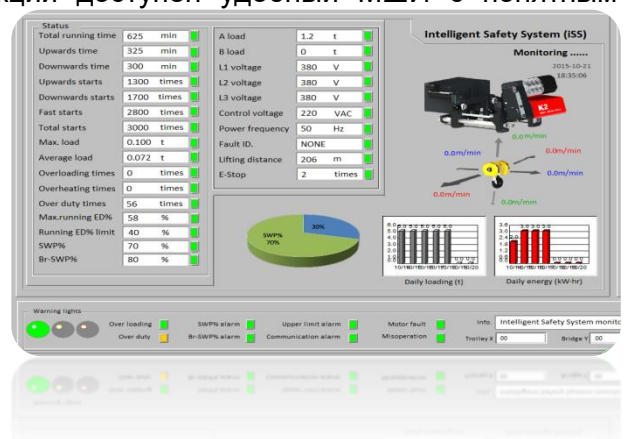 доступен удобный МШИ с понятным
Status
Total running time 625 min
Upwards time 325 min
Downwards time 300 min
Upwards starts 1300 times
Downwards starts 1700 times
Fast starts 2800 times
Total starts 3000 times
Max. load 0.100 t
Average load 0.072 t
Overloading times 0 times
Overheating times 0 times
Over duty times 56 times
Max.running ED% 58 %
Running ED% limit 40 %
SWP% 70 %
Br-SWP% 80 %
A load 1.2 t
B load 0 t
L1 voltage 380 V
L2 voltage 380 V
L3 voltage 380 V
Control voltage 220 VAC
Power frequency 50 Hz
Fault ID. NONE
Lifting distance 206 m
E-Stop 2 times
SWP% 70%
30%
Intelligent Safety System (iSS)
Monitoring ......
2015-10-21
18:35:06
K2
0.0m/min
0.0m/min
0.0m/min
0.0m/min
0.0m/min
0.0m/min
Daily loading (t)
Daily energy (kW-hr)
Warning lights
Over loading
SWP% alarm
Upper limit alarm
Motor fault
Info. Intelligent Safety System monito
Over duty
Br-SWP% alarm
Communication alarm
Misoperation
Trolley X 00
Bridge Y 00